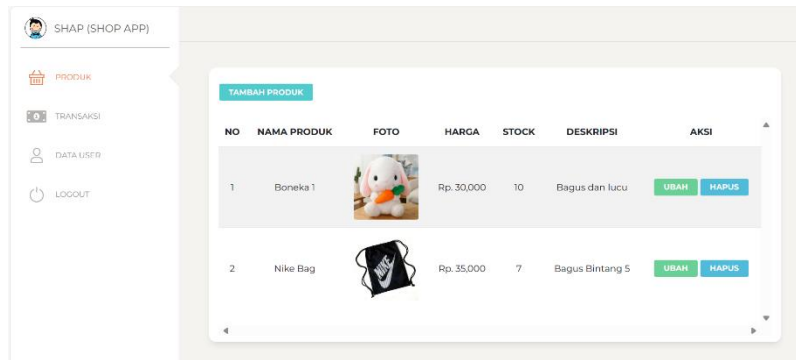 SHAP (SHOP APP)
PRODUK
TRANSAKSI
DATA USER
LOGOUT
TAMBAH PRODUK
NO NAMA PRODUK FOTO HARGA STOCK DESKRIPSI AKSI
1 Boneka 1 Rp. 30,000 10 Bagus dan lucu UBAH HAPUS
2 Nike Bag NIKE Rp. 35,000 7 Bagus Bintang 5 UBAH HAPUS